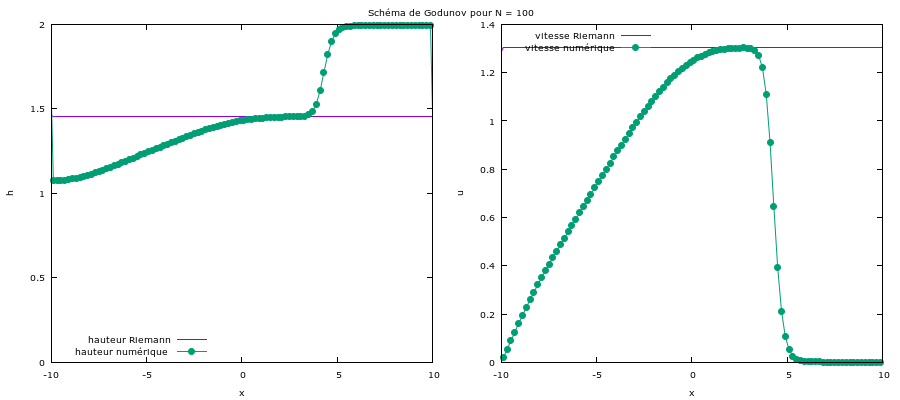 Schéma de Godunov pour N = 100
2
1.5
1
0.5
0
h
hauteur Riemann
hauteur numérique
-10
-5
0
5
10
x
1.4
1.2
1
0.8
0.6
0.4
0.2
0
u
vitesse Riemann
vitesse numérique
-10
-5
0
5
10
x